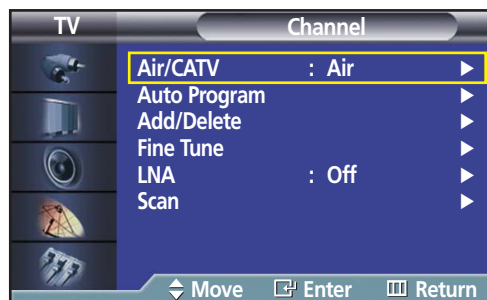 TV Channel
Air/CATV : Air
Auto Program
Add/Delete
Fine Tune
LNA : Off
Scan
Move Enter Return